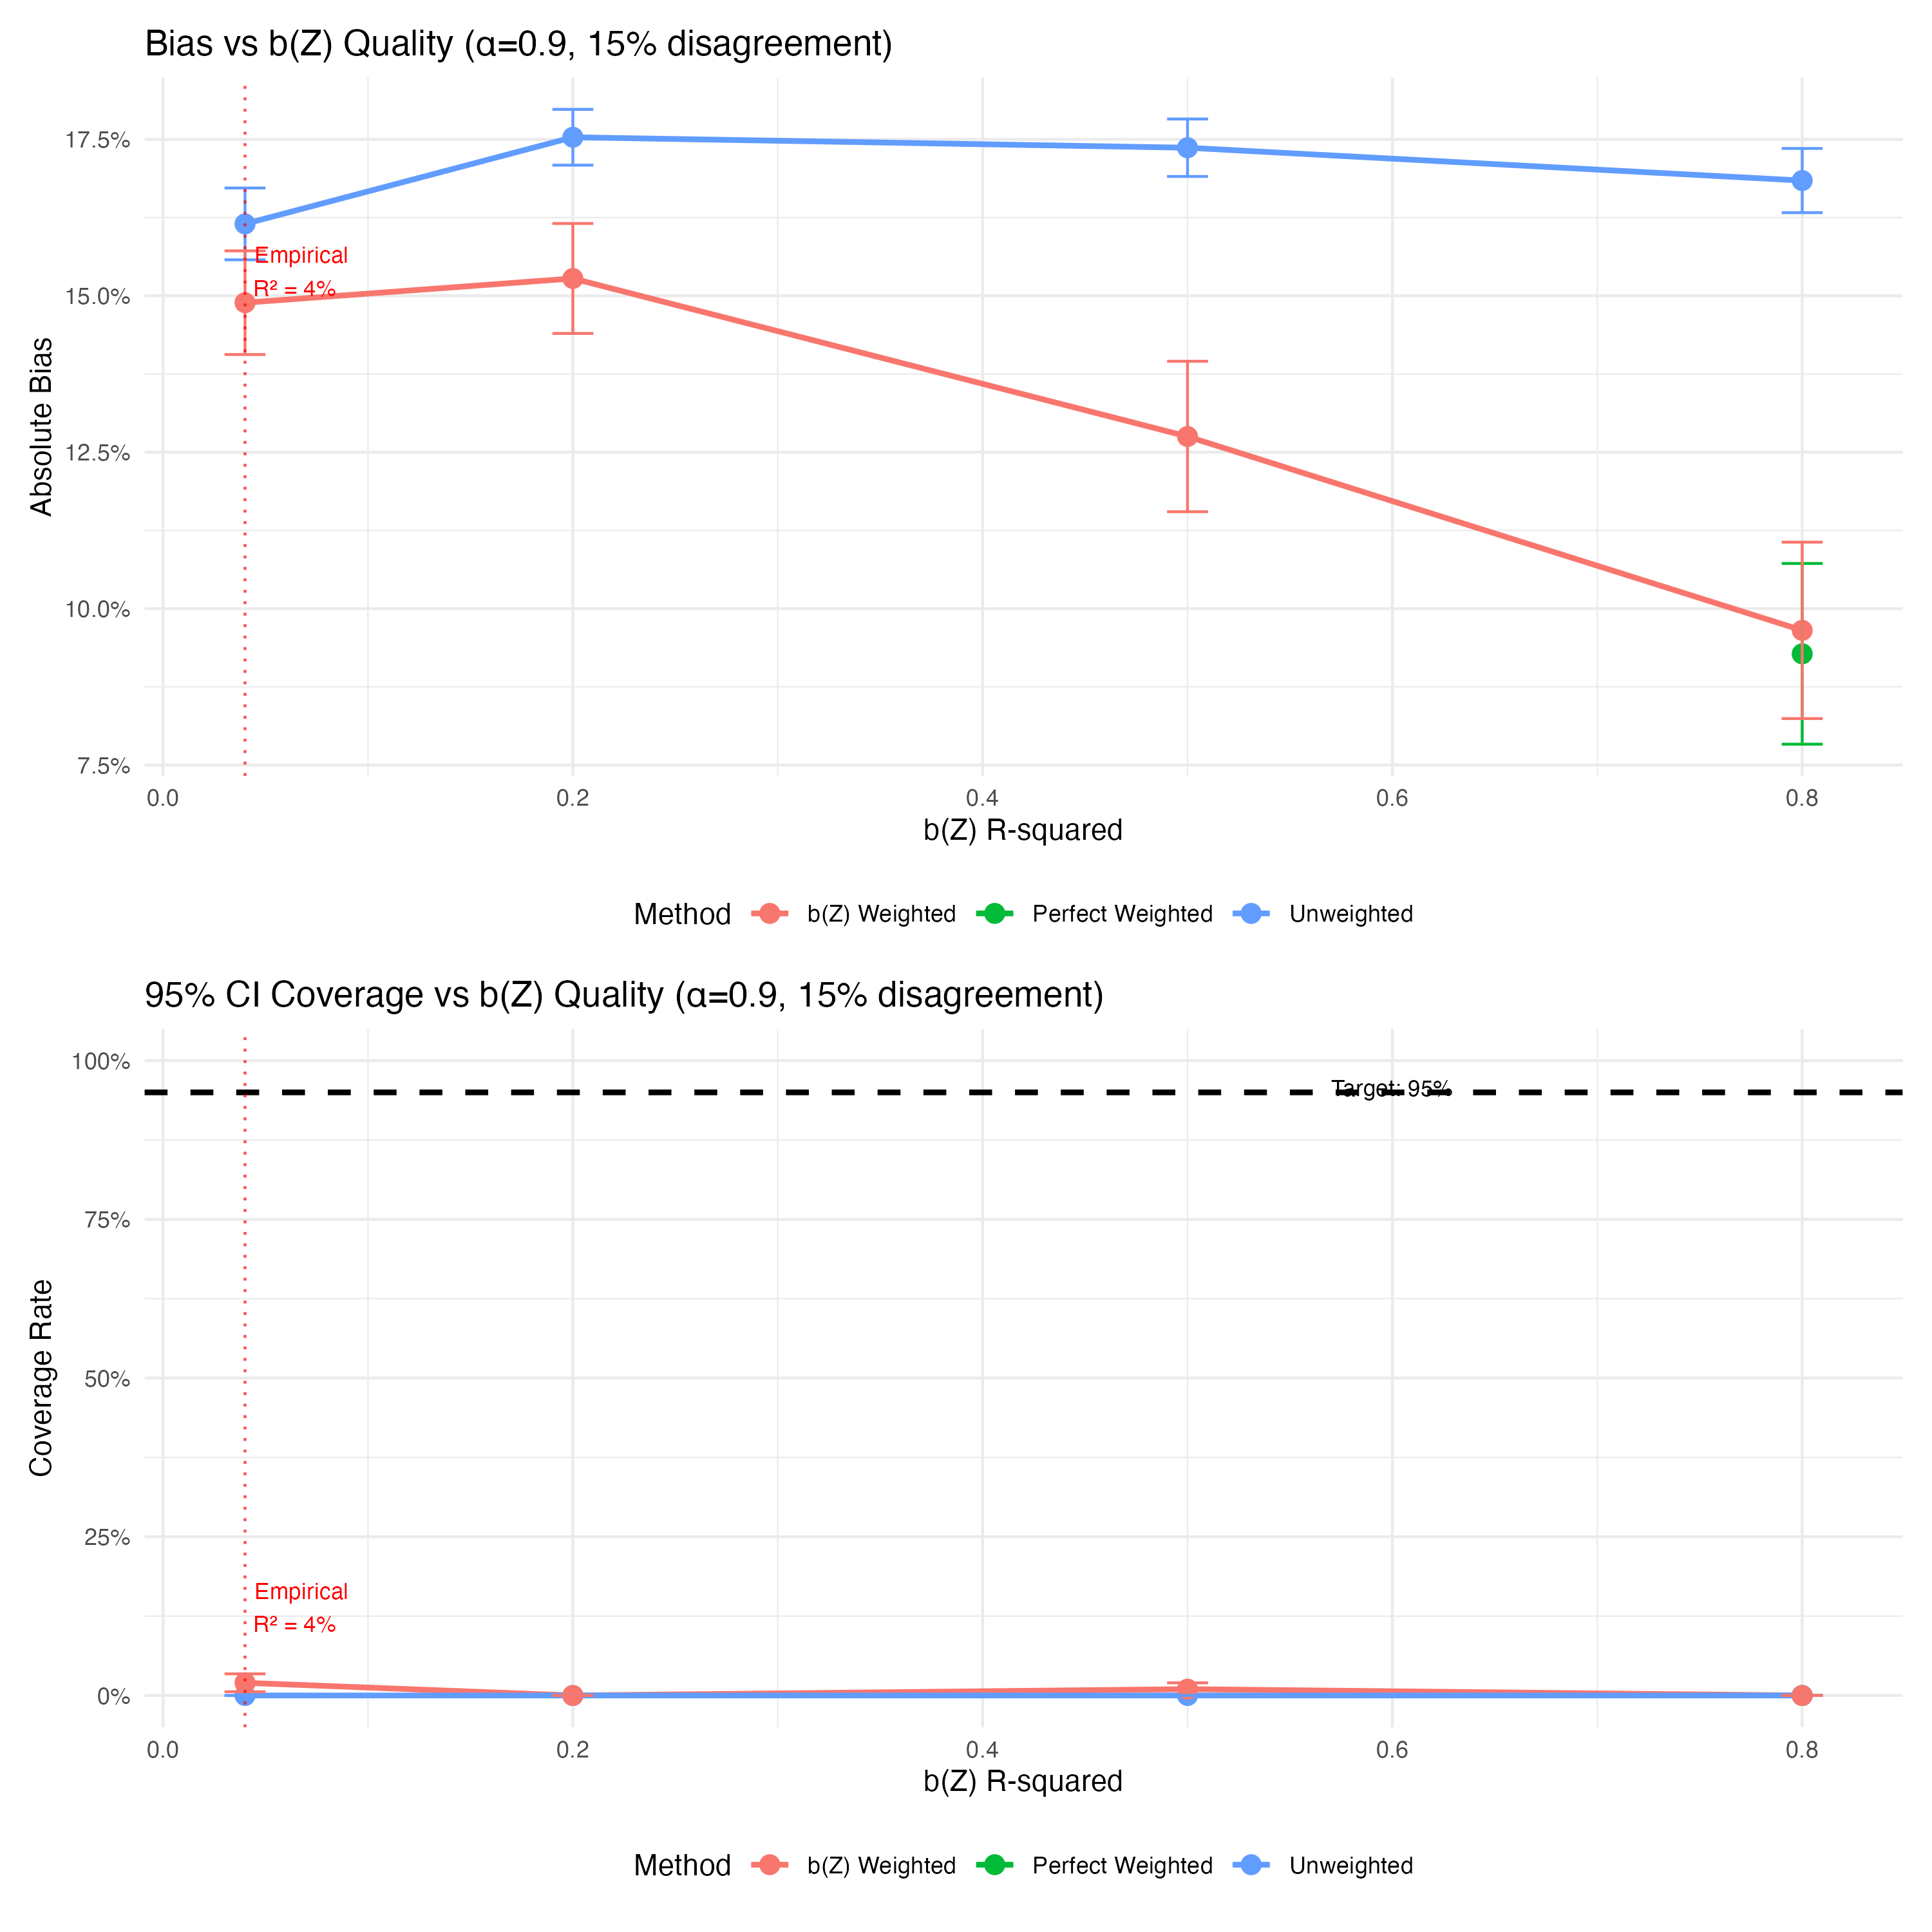 Bias vs b(Z) Quality (α=0.9, 15% disagreement)
17.5%
15.0%
12.5%
10.0%
7.5%
Absolute Bias
Empirical
R² = 4%
0.0 0.2 0.4 0.6 0.8
b(Z) R-squared
Method b(Z) Weighted Perfect Weighted Unweighted
95% CI Coverage vs b(Z) Quality (α=0.9, 15% disagreement)
100%
75%
50%
25%
0%
Coverage Rate
Target: 95%
Empirical
R² = 4%
0.0 0.2 0.4 0.6 0.8
b(Z) R-squared
Method b(Z) Weighted Perfect Weighted Unweighted